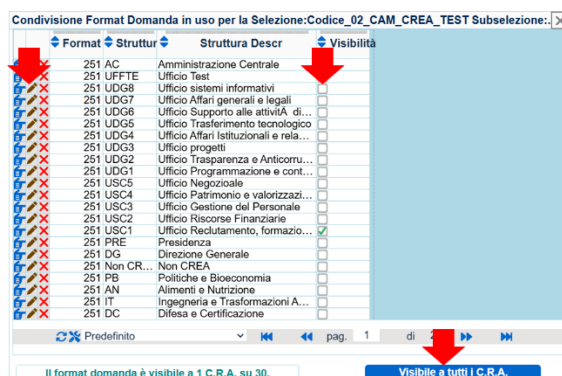 Condivisione Format Domanda in uso per la Selezione:Codice_02_CAM_CREA_TEST Subselezione:.
Format Struttur Struttura Descr Visibilità
251 AC Amministrazione Centrale
251 UFFTE Ufficio Test
251 UDG8 Ufficio sistemi informativi
251 UDG7 Ufficio Affari generali e legali
251 UDG6 Ufficio Supporto alle attivitÃ di...
251 UDG5 Ufficio Trasferimento tecnologico
251 UDG4 Ufficio Affari Istituzionali e rela...
251 UDG3 Ufficio progetti
251 UDG2 Ufficio Trasparenza e Anticorru...
251 UDG1 Ufficio Programmazione e cont...
251 USC5 Ufficio Negozioale
251 USC4 Ufficio Patrimonio e valorizzazi...
251 USC3 Ufficio Gestione del Personale
251 USC2 Ufficio Riscorse Finanziarie
251 USC1 Ufficio Reclutamento, formazio...
251 PRE Presidenza
251 DG Direzione Generale
251 Non CR... Non CREA
251 PB Politiche e Bioeconomia
251 AN Alimenti e Nutrizione
251 IT Ingegneria e Trasformazioni A...
251 DC Difesa e Certificazione
Predefinito pag. 1 di 2
Il format domanda è visibile a 1 C.R.A. su 30. Visibile a tutti i C.R.A.